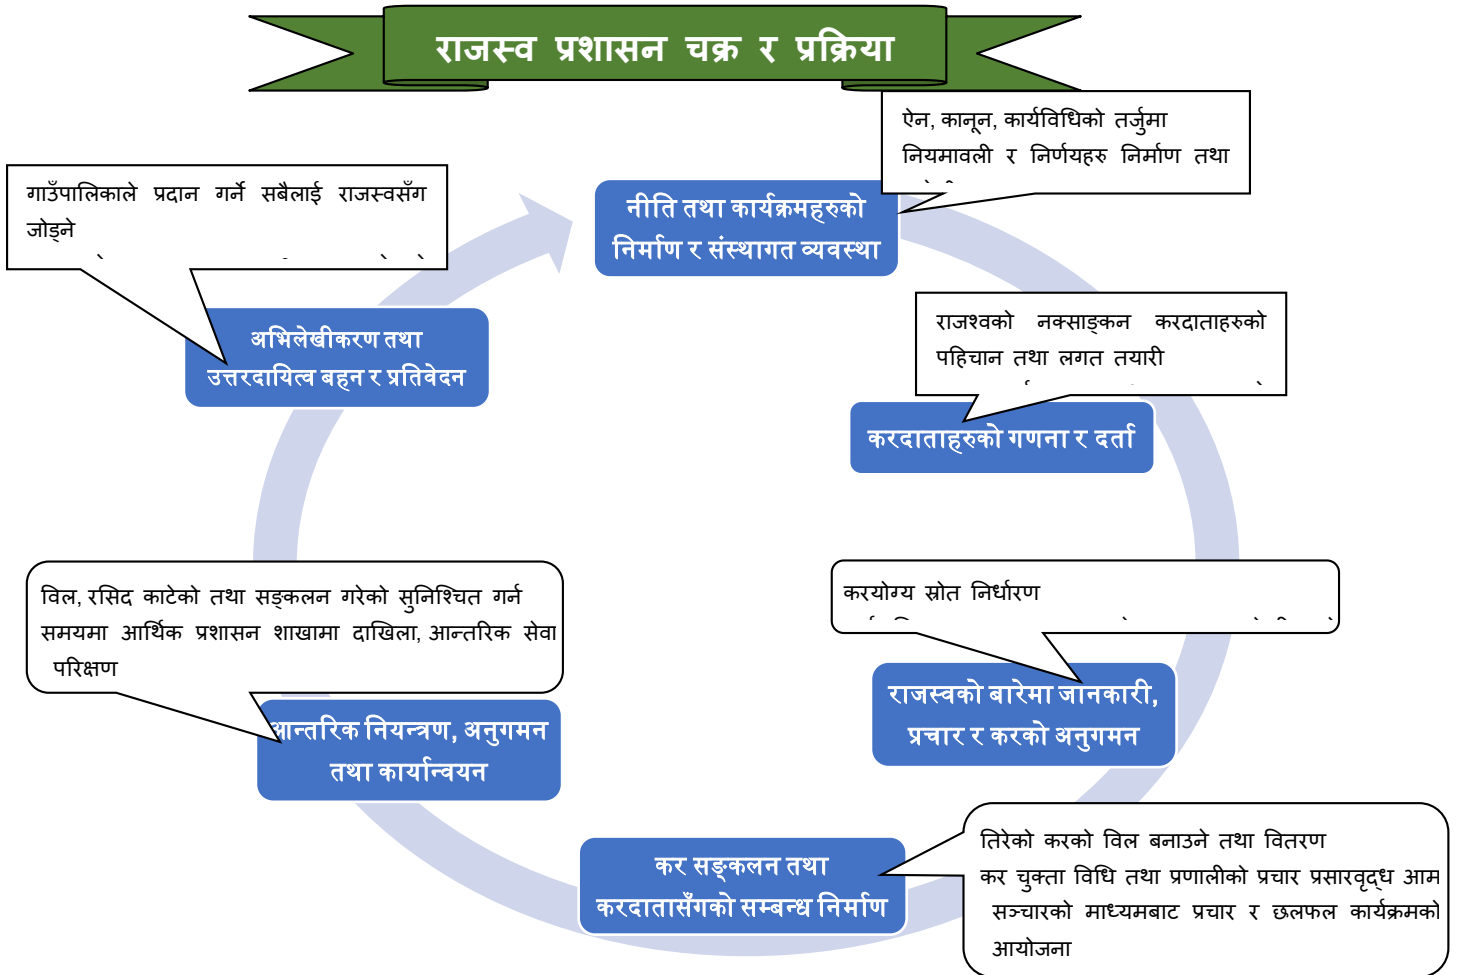 राजस्व प्रशासन चक्र र प्रक्रिया
ऐन, कानून, कार्यविधिको तर्जुमा
नियमावली र निर्णयहरु निर्माण तथा
नीति तथा कार्यक्रमहरुको
निर्माण र संस्थागत व्यवस्था
राजश्वको नक्साङ्कन करदाताहरुको
पहिचान तथा लगत तयारी
करदाताहरुको गणना र दर्ता
करयोग्य स्रोत निर्धारण
राजस्वको बारेमा जानकारी,
प्रचार र करको अनुगमन
तिरेको करको विल बनाउने तथा वितरण
कर चुक्ता विधि तथा प्रणालीको प्रचार प्रसारवृद्ध आम
सञ्चारको माध्यमबाट प्रचार र छलफल कार्यक्रमको
आयोजना
कर सङ्कलन तथा
करदातासँगको सम्बन्ध निर्माण
विल, रसिद काटेको तथा सङ्कलन गरेको सुनिश्चित गर्न
समयमा आर्थिक प्रशासन शाखामा दाखिला, आन्तरिक सेवा
परिक्षण
आन्तरिक नियन्त्रण, अनुगमन
तथा कार्यान्वयन
गाउँपालिकाले प्रदान गर्ने सबैलाई राजस्वसँग
जोड्ने
अभिलेखीकरण तथा
उत्तरदायित्व बहन र प्रतिवेदन